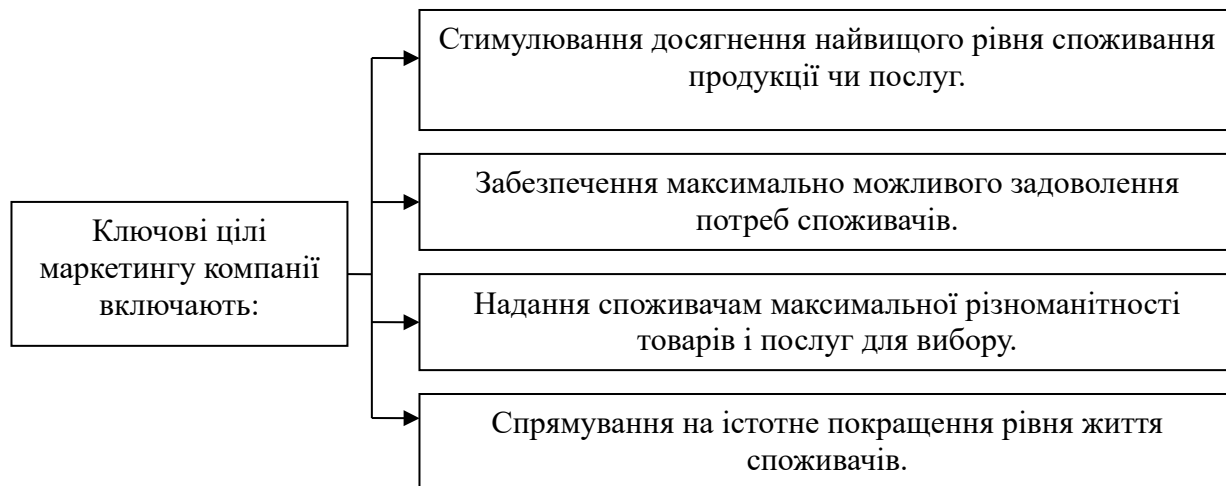 Стимулювання досягнення найвищого рівня споживання
продукції чи послуг.
Забезпечення максимально можливого задоволення
потреб споживачів.
Ключові цілі
маркетингу компанії
включають:
Надання споживачам максимальної різноманітності
товарів і послуг для вибору.
Спрямування на істотне покращення рівня життя
споживачів.